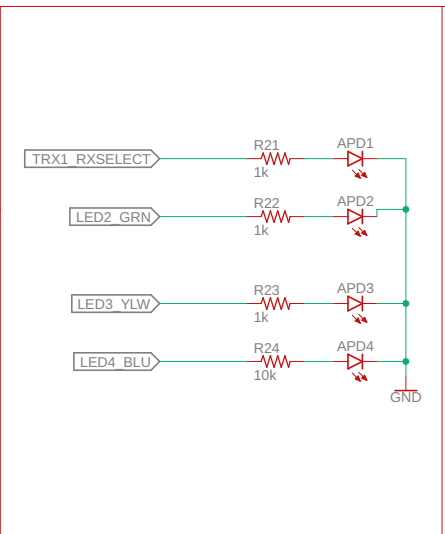 R21 APD1
TRX1_RXSELECT
1k
R22 APD2
LED2_GRN
1k
R23 APD3
LED3_YLW
1k
R24 APD4
LED4_BLU
10k
GND